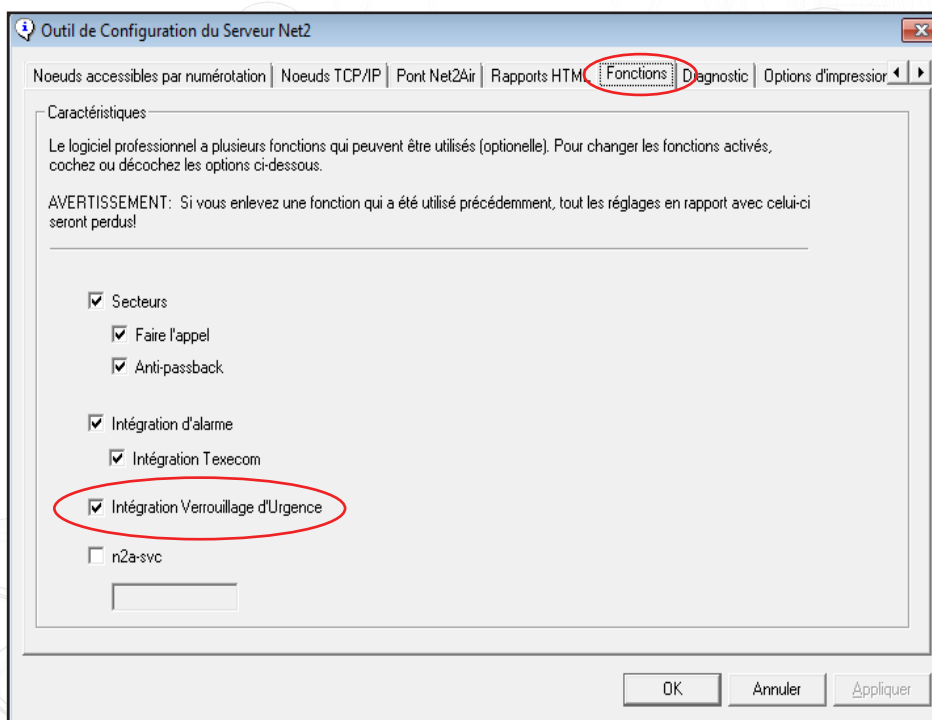 Outil de Configuration du Serveur Net2
Noeuds accessibles par numérotation Noeuds TCP/IP Pont Net2Air Rapports HTML Fonctions Diagnostic Options d'impression
Caractéristiques
Le logiciel professionnel a plusieurs fonctions qui peuvent être utilisés (optionelle). Pour changer les fonctions activés,
cochez ou décochez les options ci-dessous.
AVERTISSEMENT: Si vous enlevez une fonction qui a été utilisé précédemment, tout les réglages en rapport avec celui-ci
seront perdus!
Secteurs
Faire l'appel
Anti-passback
Intégration d'alarme
Intégration Texecom
Intégration Verrouillage d'Urgence
n2a-svc
OK Annuler Appliquer